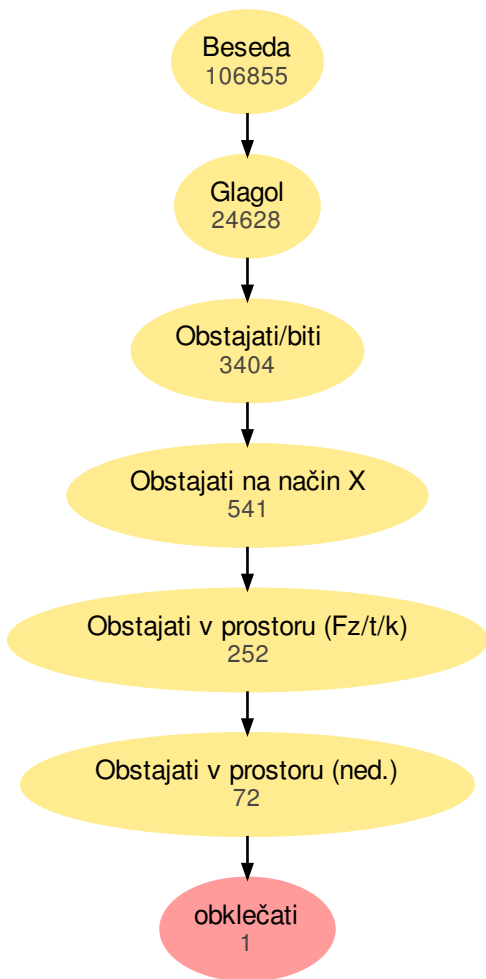 Beseda
106855
Glagol
24628
Obstajati/biti
3404
Obstajati na način X
541
Obstajati v prostoru (Fz/t/k)
252
Obstajati v prostoru (ned.)
72
obklečati
1